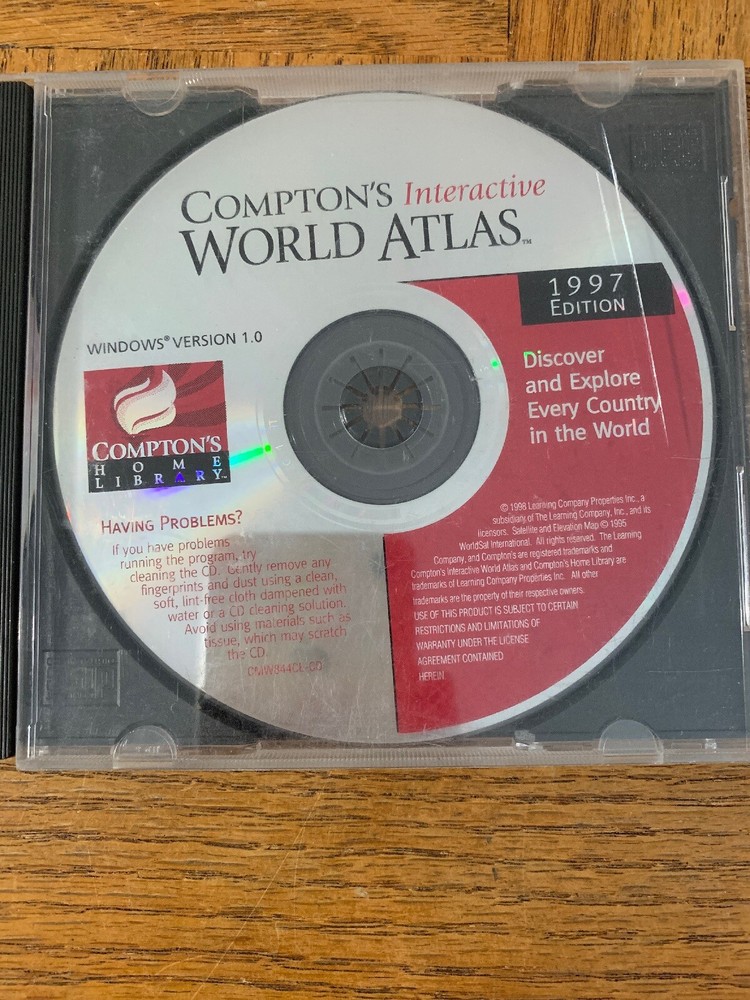 COMPTON'S Interactive
WORLD ATLAS™
1997
EDITION
WINDOWS® VERSION 1.0
Discover
and Explore
Every Country
in the World
COMPTON'S
HOME
LIBRARY™
HAVING PROBLEMS?
If you have problems
running the program, try
cleaning the CD. Gently remove any
fingerprints and dust using a clean,
soft, lint-free cloth dampened with
water or a CD cleaning solution.
Avoid using materials such as
tissue, which may scratch
the CD.
CMW844CL-CD
© 1998 Learning Company Properties Inc., a
subsidiary of The Learning Company, Inc., and its
licensors. Satellite and Elevation Map © 1995
WorldSat International. All rights reserved. The Learning
Company, and Compton's are registered trademarks and
Compton's Interactive World Atlas and Compton's Home Library are
trademarks of Learning Company Properties Inc. All other
trademarks are the property of their respective owners.
USE OF THIS PRODUCT IS SUBJECT TO CERTAIN
RESTRICTIONS AND LIMITATIONS OF
WARRANTY UNDER THE LICENSE
AGREEMENT CONTAINED
HEREIN.